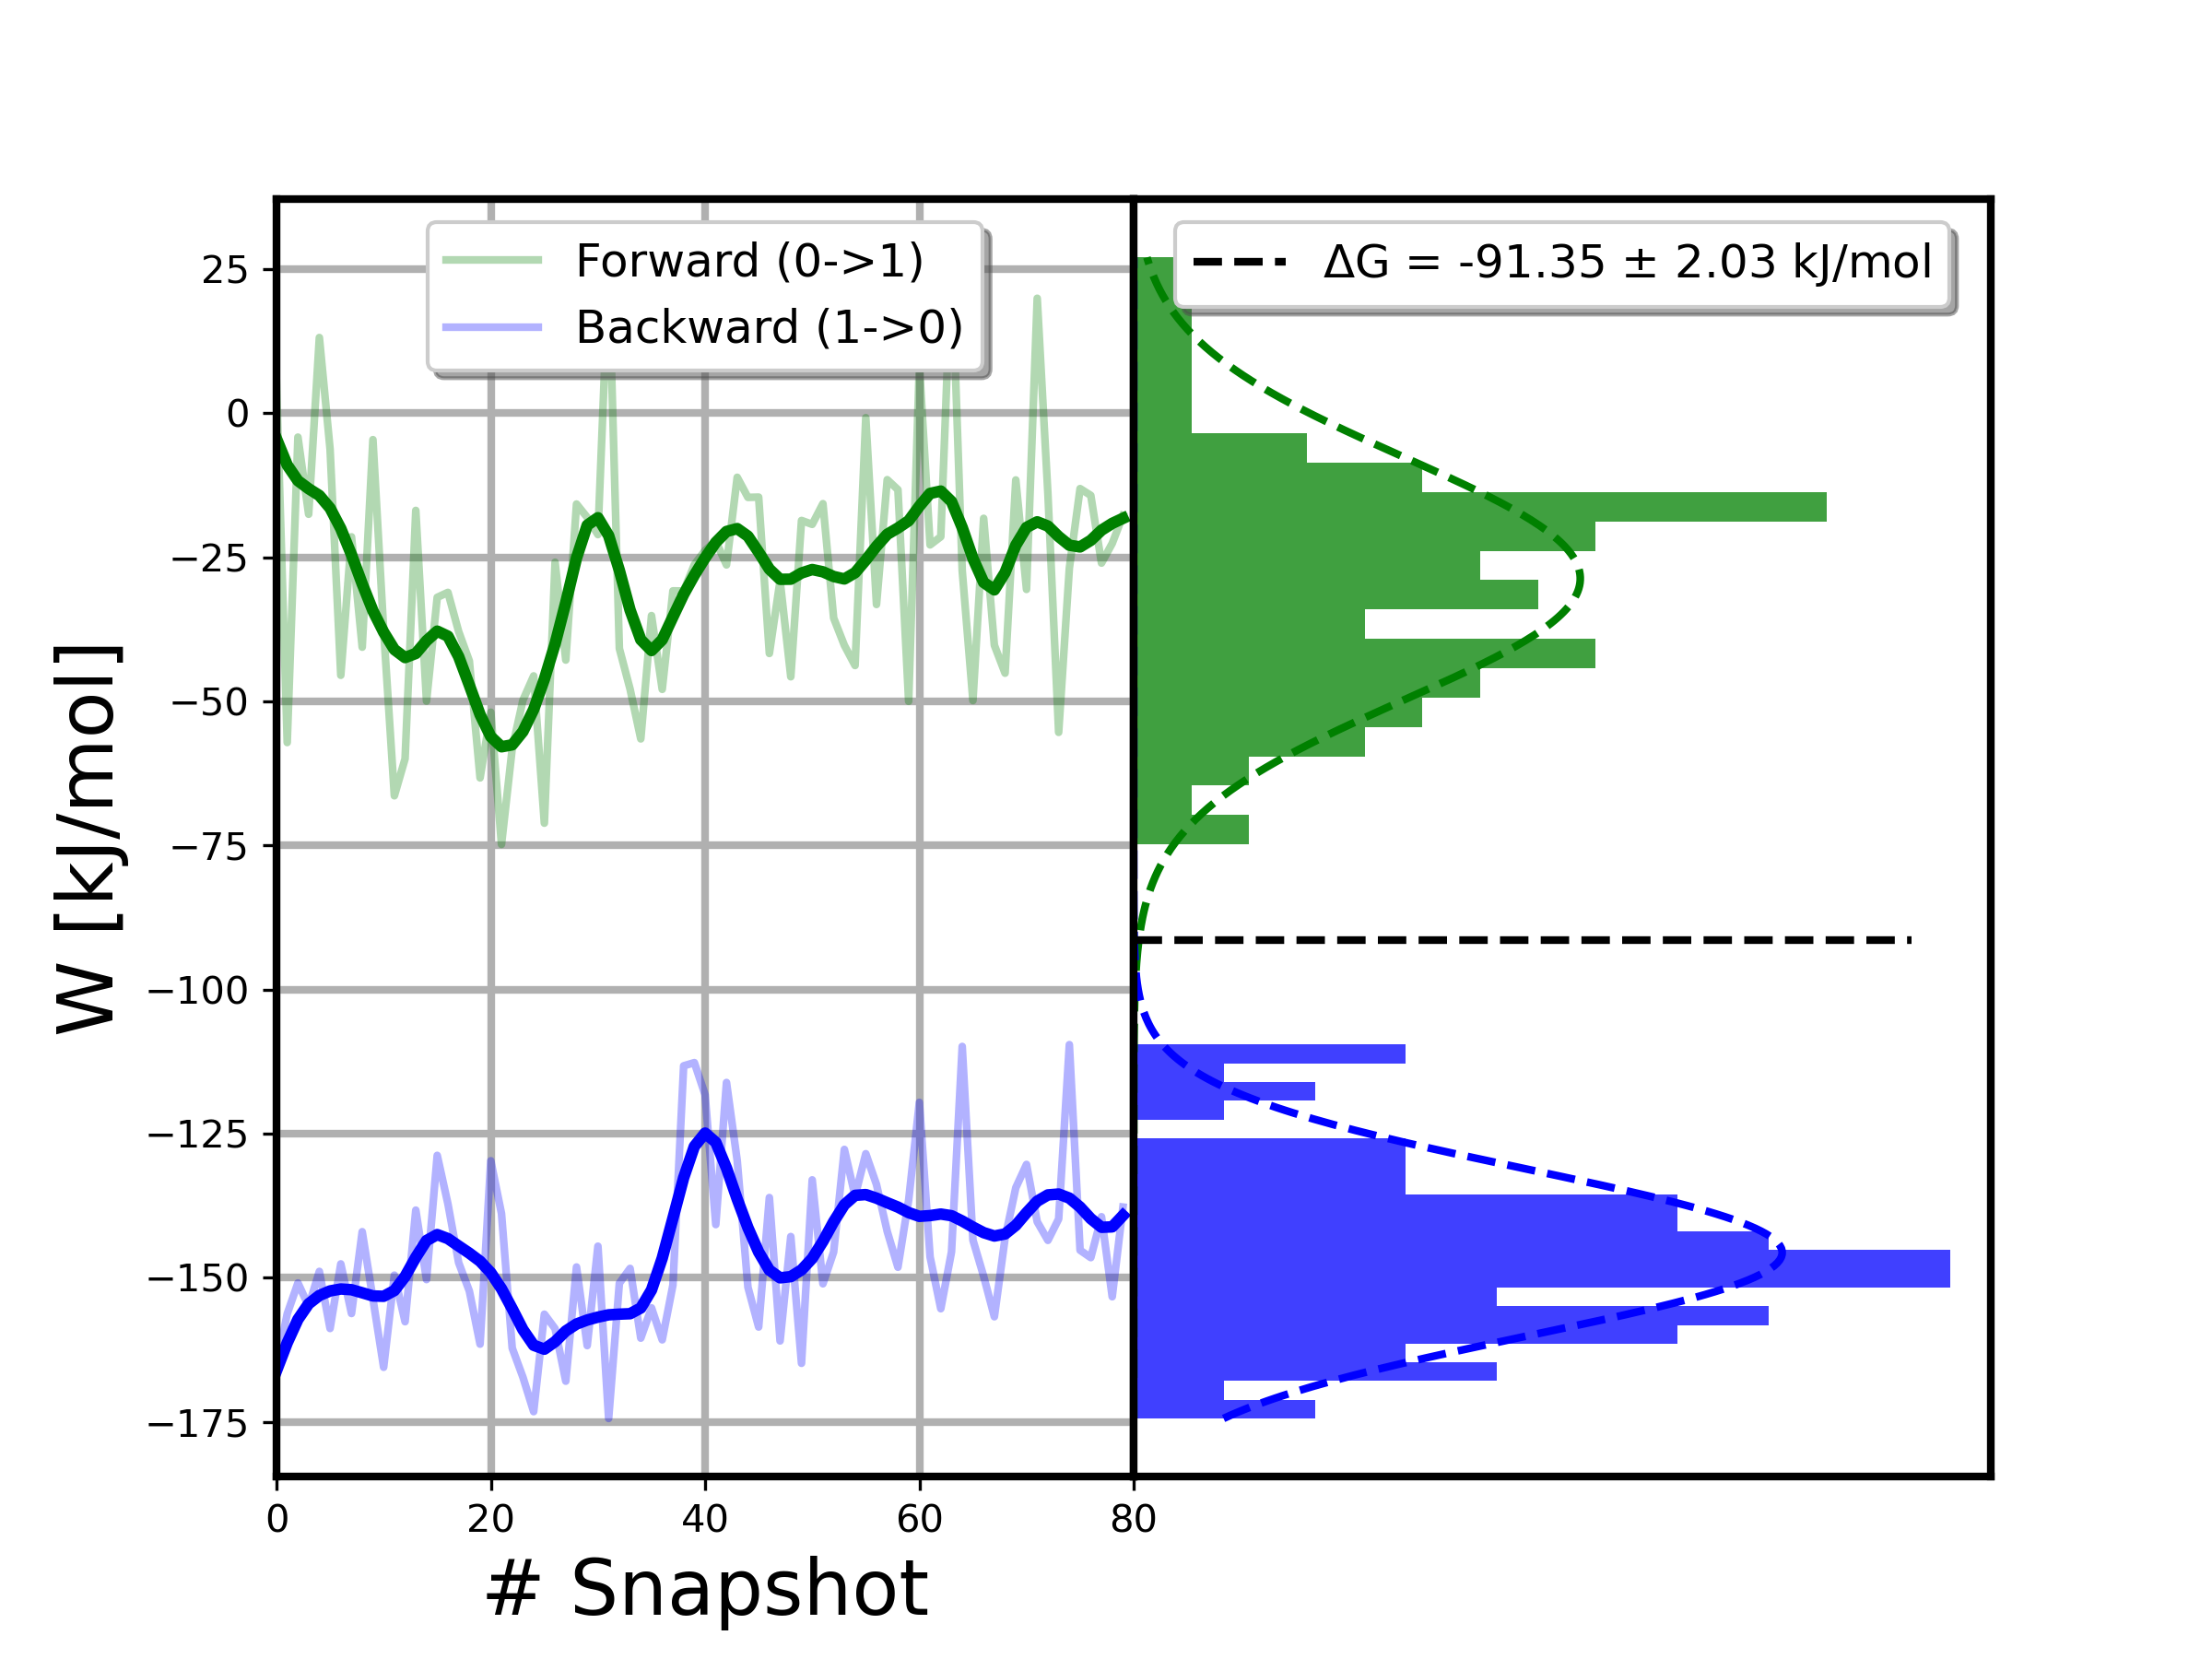 Forward (0->1)
Backward (1->0)
ΔG = -91.35 ± 2.03 kJ/mol
W [kJ/mol]
25
0
−25
−50
−75
−100
−125
−150
−175
0 20 40 60 80
# Snapshot